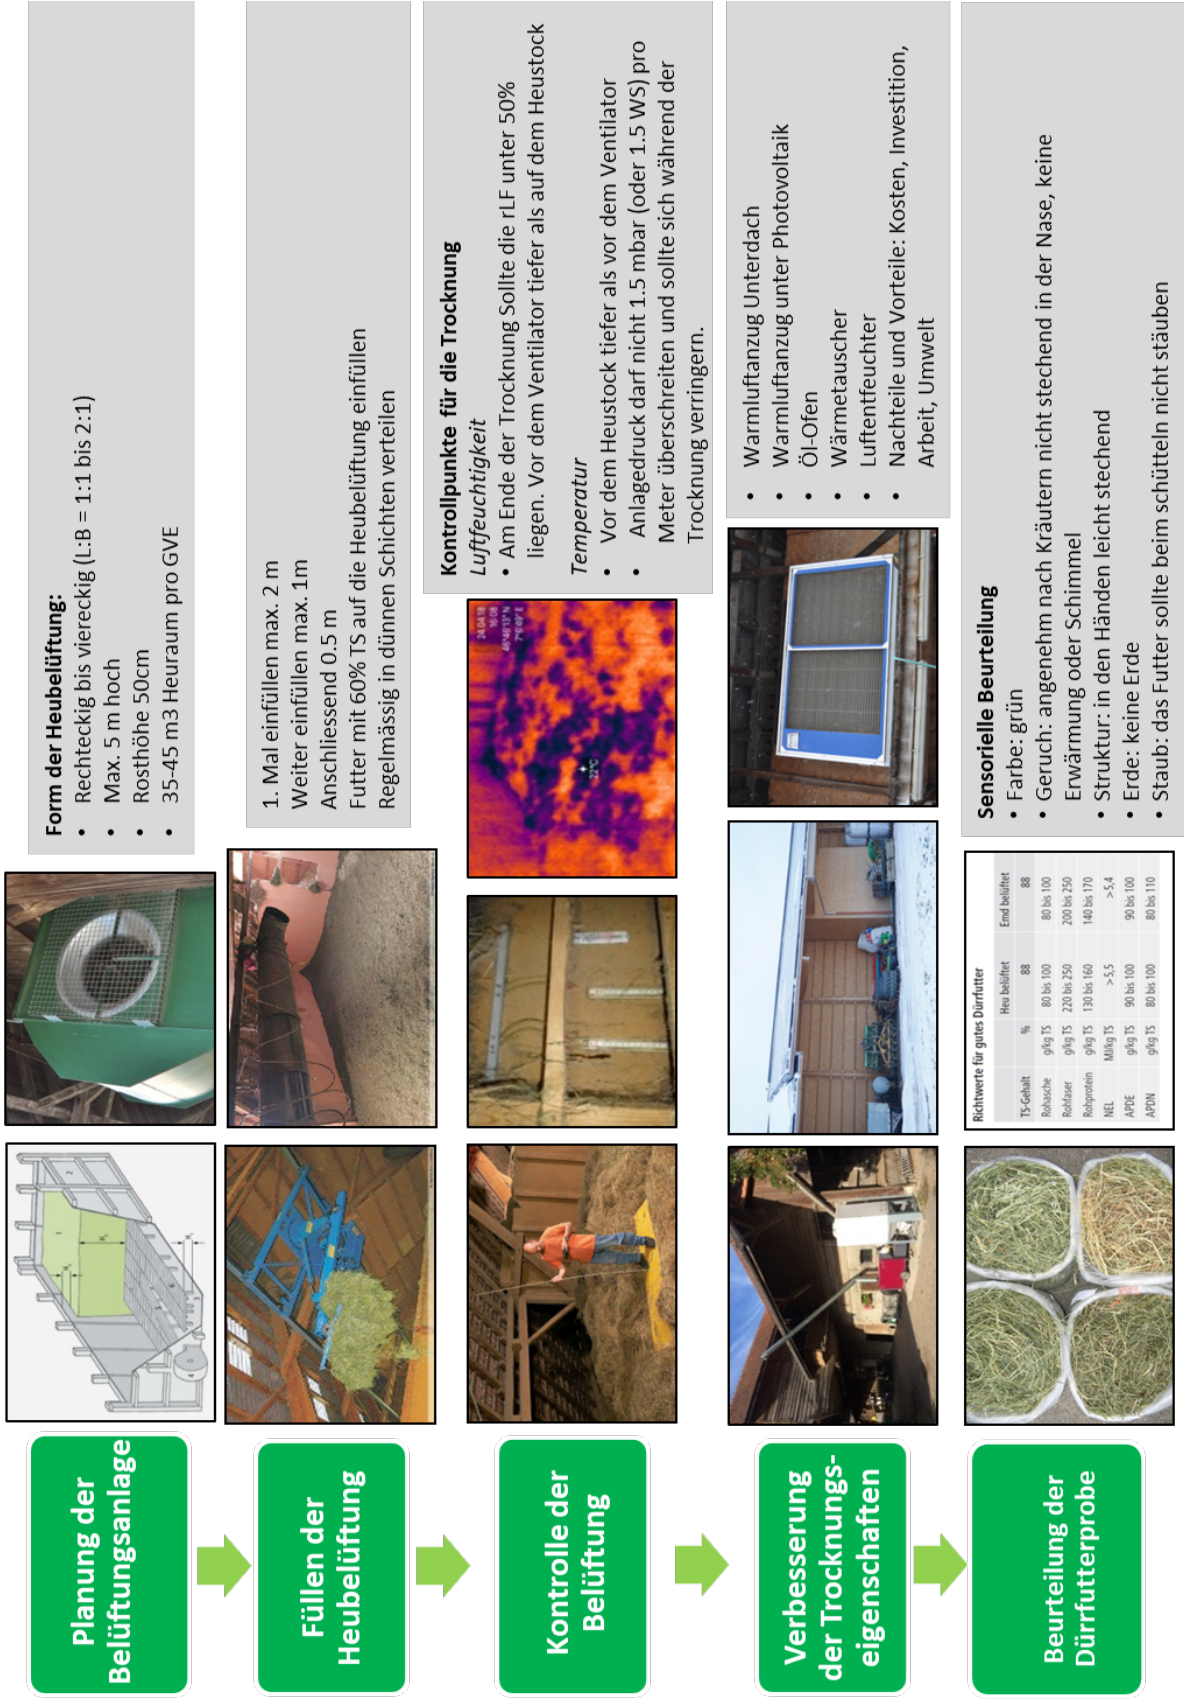 Planung der
Belüftungsanlage
Form der Heubelüftung:
• Rechteckig bis viereckig (L:B = 1:1 bis 2:1)
• Max. 5 m hoch
• Rosthöhe 50cm
• 35-45 m3 Heuraum pro GVE
Füllen der
Heubelüftung
1. Mal einfüllen max. 2 m
Weiter einfüllen max. 1m
Anschliessend 0.5 m
Futter mit 60% TS auf die Heubelüftung einfüllen
Regelmässig in dünnen Schichten verteilen
Kontrolle der
Belüftung
24.04.18
16:08
46°46'13" N
7°6'49" E
22°C
Kontrollpunkte für die Trocknung
Luftfeuchtigkeit
• Am Ende der Trocknung Sollte die rLF unter 50%
liegen. Vor dem Ventilator tiefer als auf dem Heustock
Temperatur
• Vor dem Heustock tiefer als vor dem Ventilator
• Anlagedruck darf nicht 1.5 mbar (oder 1.5 WS) pro
Meter überschreiten und sollte sich während der
Trocknung verringern.
Verbesserung
der Trocknungs-
eigenschaften
• Warmluftanzug Unterdach
• Warmluftanzug unter Photovoltaik
• Öl-Ofen
• Wärmetauscher
• Luftentfeuchter
• Nachteile und Vorteile: Kosten, Investition,
Arbeit, Umwelt
Beurteilung der
Dürrfutterprobe
Richtwerte für gutes Dürrfutter
Heu belüftet Emd belüftet
TS-Gehalt % 88 88
Rohasche g/kg TS 80 bis 100 80 bis 100
Rohfaser g/kg TS 220 bis 250 200 bis 250
Rohprotein g/kg TS 130 bis 160 140 bis 170
NEL MJ/kg TS >5,5 >5,4
APDE g/kg TS 90 bis 100 90 bis 100
APDN g/kg TS 80 bis 100 80 bis 110
Sensorielle Beurteilung
• Farbe: grün
• Geruch: angenehm nach Kräutern nicht stechend in der Nase, keine
Erwärmung oder Schimmel
• Struktur: in den Händen leicht stechend
• Erde: keine Erde
• Staub: das Futter sollte beim schütteln nicht stäuben